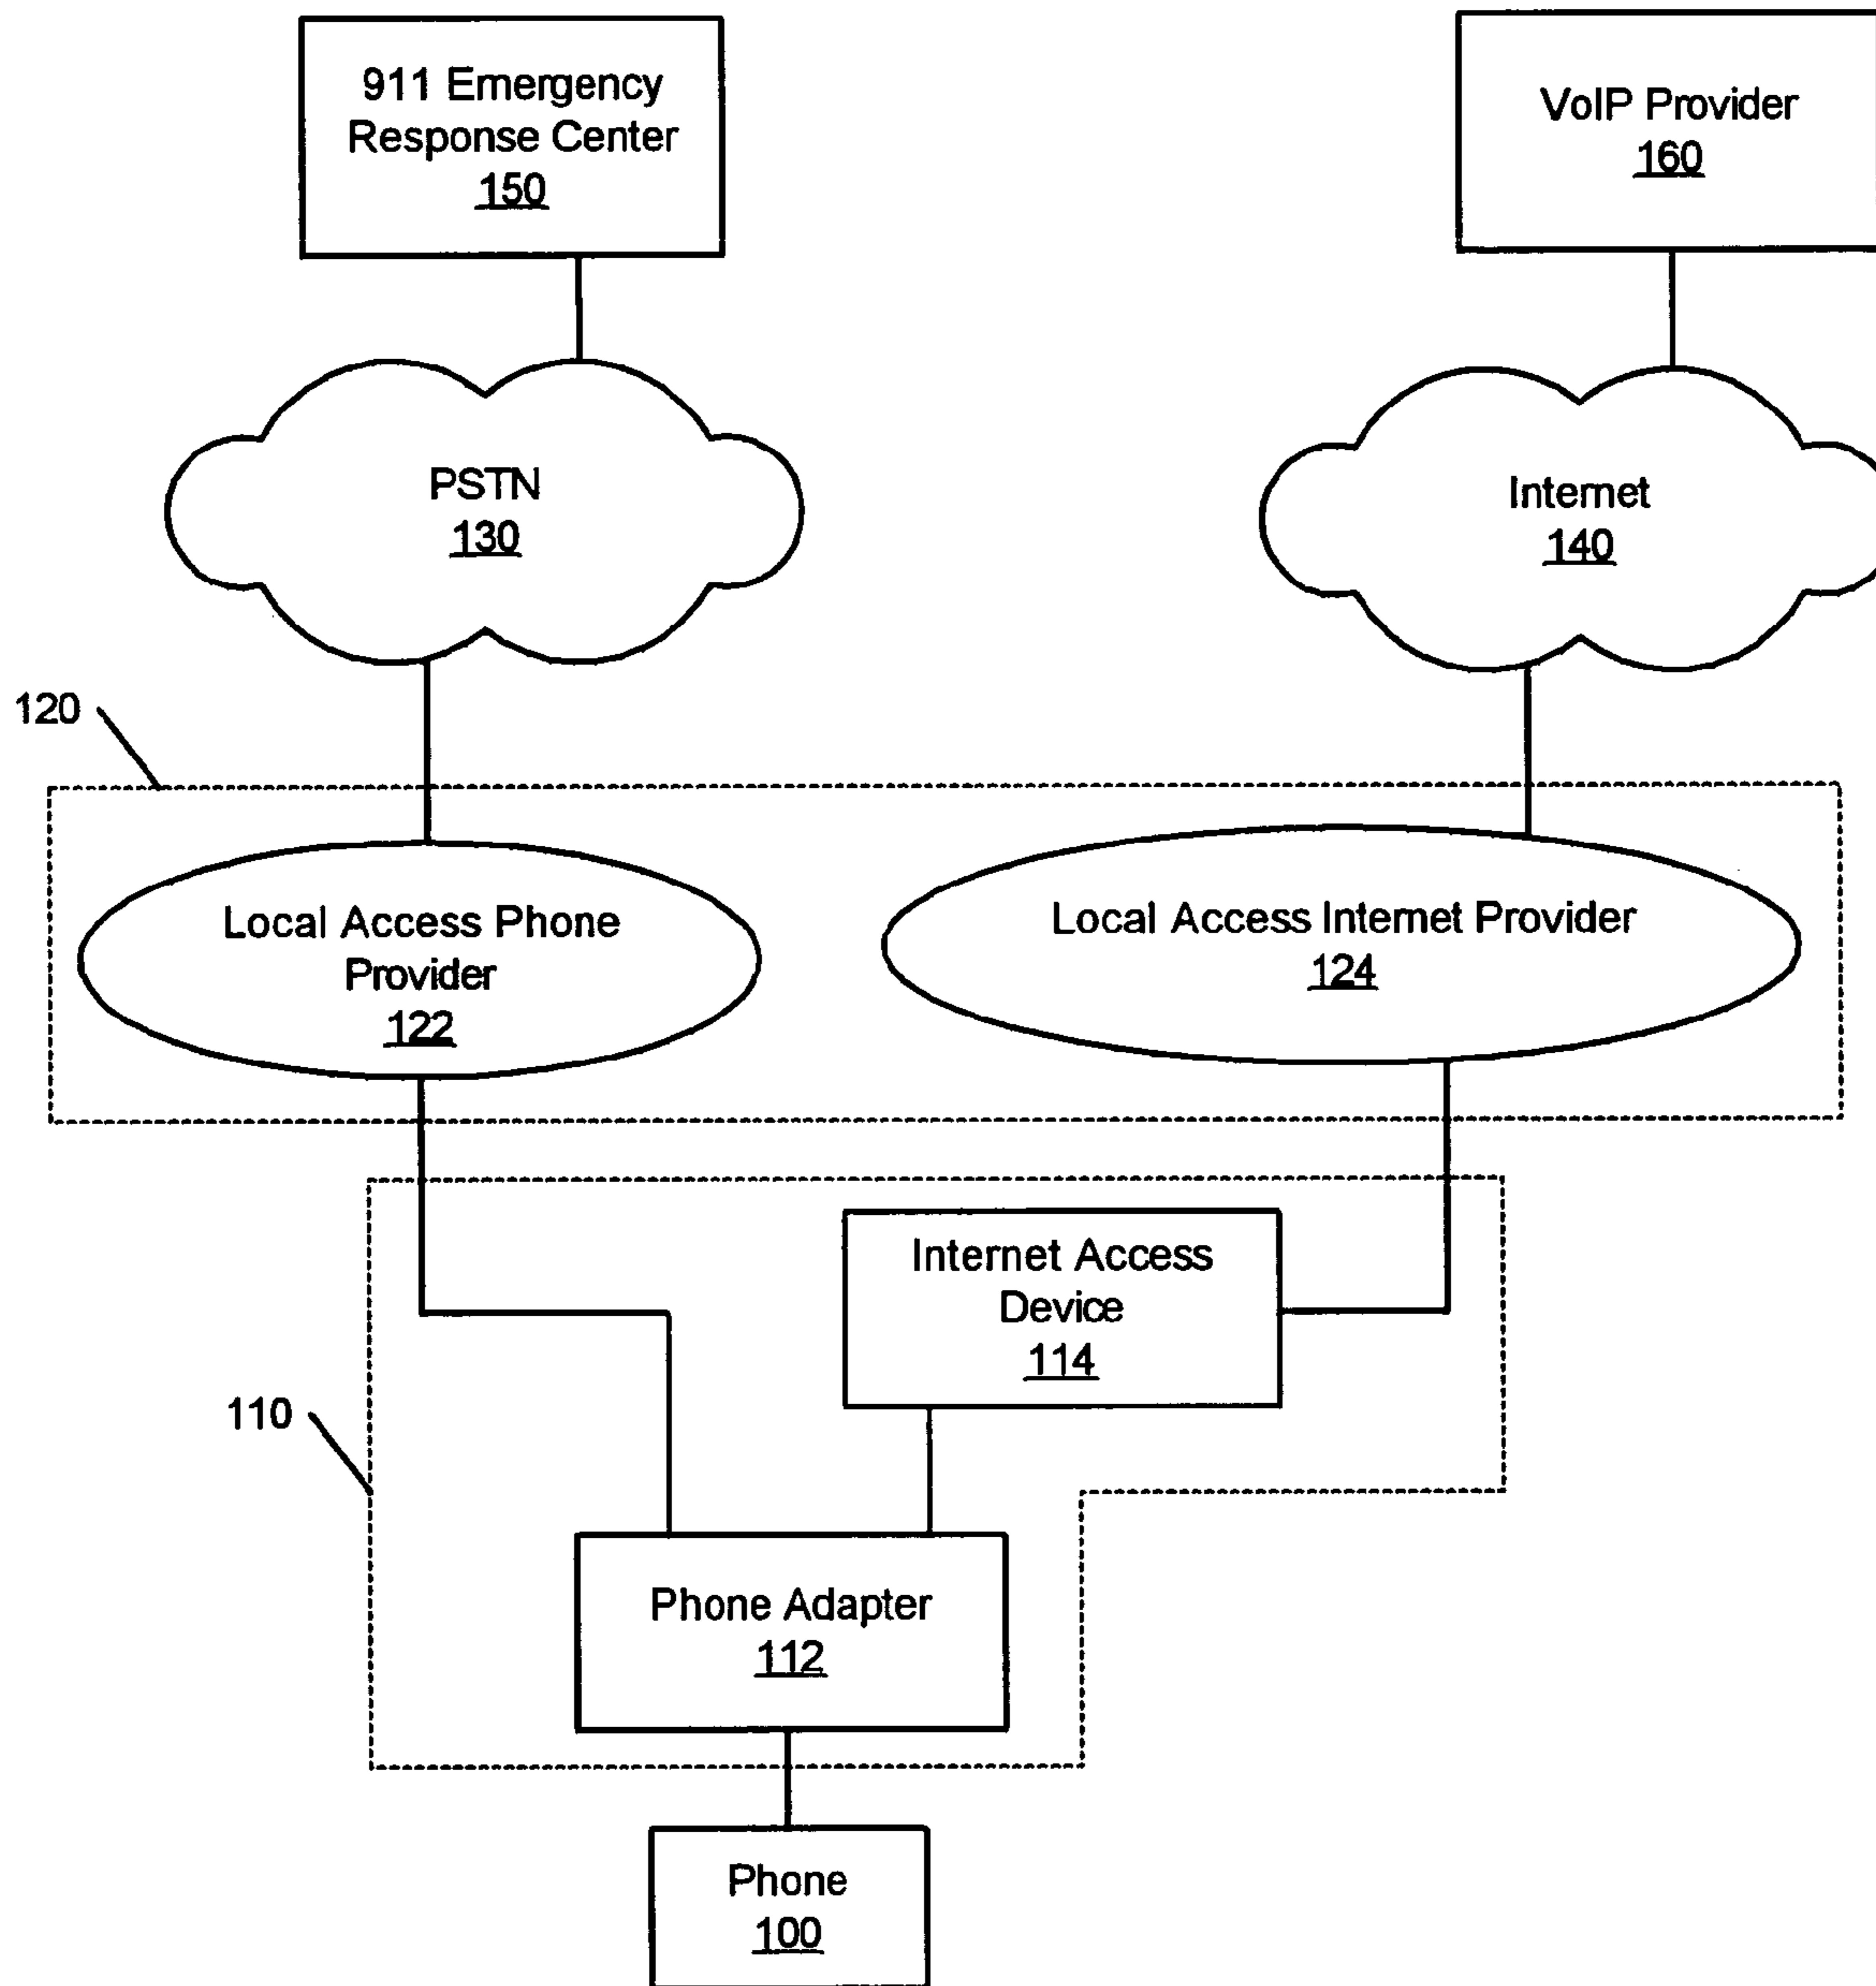 911 Emergency
Response Center
150
VoIP Provider
160
PSTN
130
Internet
140
120
Local Access Phone
Provider
122
Local Access Internet Provider
124
Internet Access
Device
114
110
Phone Adapter
112
Phone
100